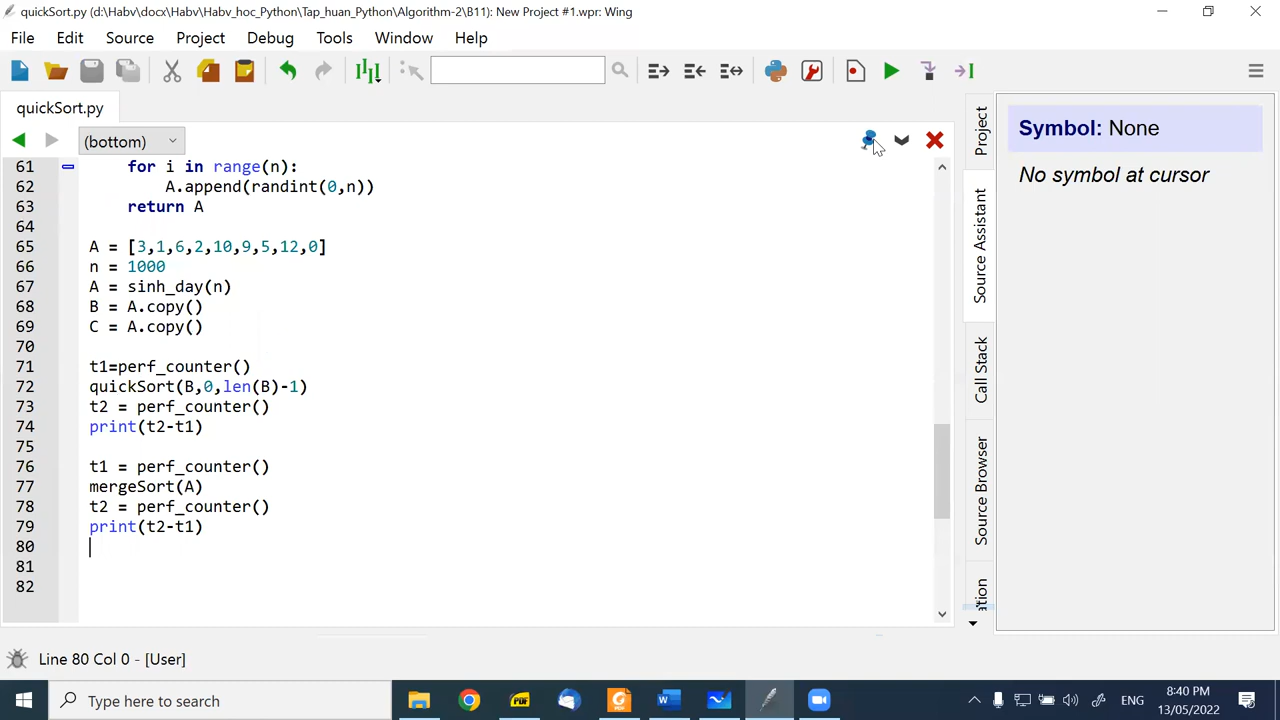 quickSort.py (d:\Habv\docx\Habv\Habv_hoc_Python\Tap_huan_Python\Algorithm-2\B11): New Project #1.wpr: Wing
File Edit Source Project Debug Tools Window Help
quickSort.py
(bottom)
61 for i in range(n):
62 A.append(randint(0,n))
63 return A
64
65 A = [3,1,6,2,10,9,5,12,0]
66 n = 1000
67 A = sinh_day(n)
68 B = A.copy()
69 C = A.copy()
70
71 t1=perf_counter()
72 quickSort(B,0,len(B)-1)
73 t2 = perf_counter()
74 print(t2-t1)
75
76 t1 = perf_counter()
77 mergeSort(A)
78 t2 = perf_counter()
79 print(t2-t1)
80
81
82
Project
Source Assistant
Call Stack
Source Browser
Symbol: None
No symbol at cursor
Line 80 Col 0 - [User]
Type here to search
PDF
ENG
8:40 PM
13/05/2022